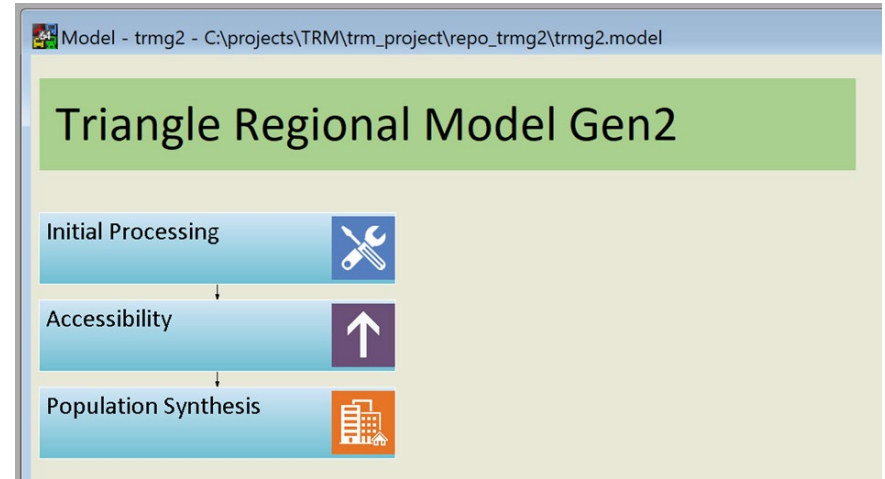 Model - trmg2 - C:\projects\TRM\trm_project\repo_trmg2\trmg2.model
Triangle Regional Model Gen2
Initial Processing
Accessibility
Population Synthesis